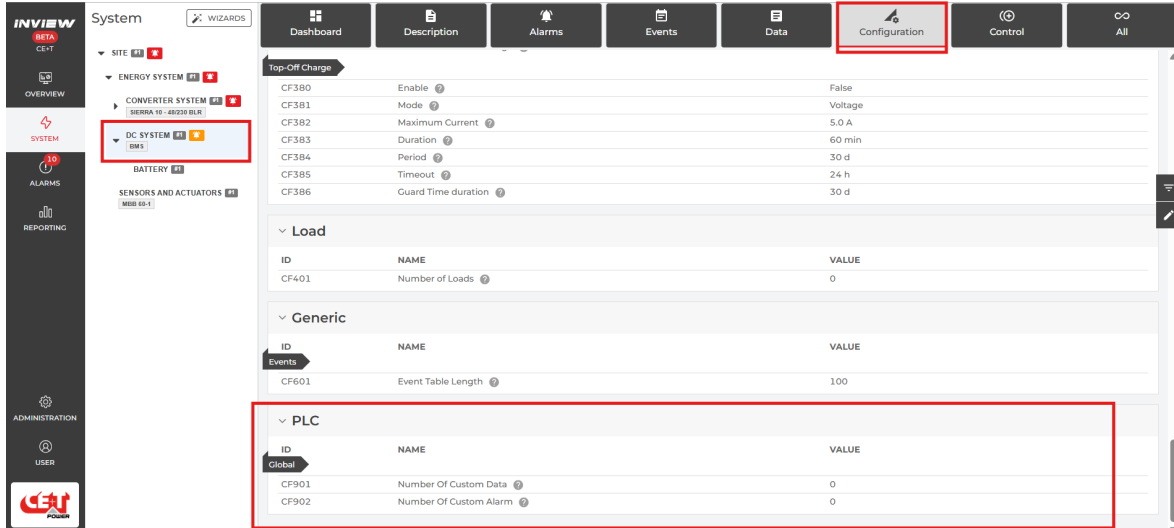 INVIEW
BETA
CE+T
OVERVIEW
SYSTEM
10
ALARMS
REPORTING
ADMINISTRATION
USER
CE+T
POWER
System
WIZARDS
SITE #1
ENERGY SYSTEM #1
CONVERTER SYSTEM #1
SIERRA 10 - 48/230 BLR
DC SYSTEM #1
BMS
BATTERY #1
SENSORS AND ACTUATORS #1
MBB 60-1
Dashboard Description Alarms Events Data Configuration Control All
Top-Off Charge
CF380 Enable ? False
CF381 Mode ? Voltage
CF382 Maximum Current ? 5.0 A
CF383 Duration ? 60 min
CF384 Period ? 30 d
CF385 Timeout ? 24 h
CF386 Guard Time duration ? 30 d
Load
ID NAME VALUE
CF401 Number of Loads ? 0
Generic
ID NAME VALUE
Events
CF601 Event Table Length ? 100
PLC
ID NAME VALUE
Global
CF901 Number Of Custom Data ? 0
CF902 Number Of Custom Alarm ? 0